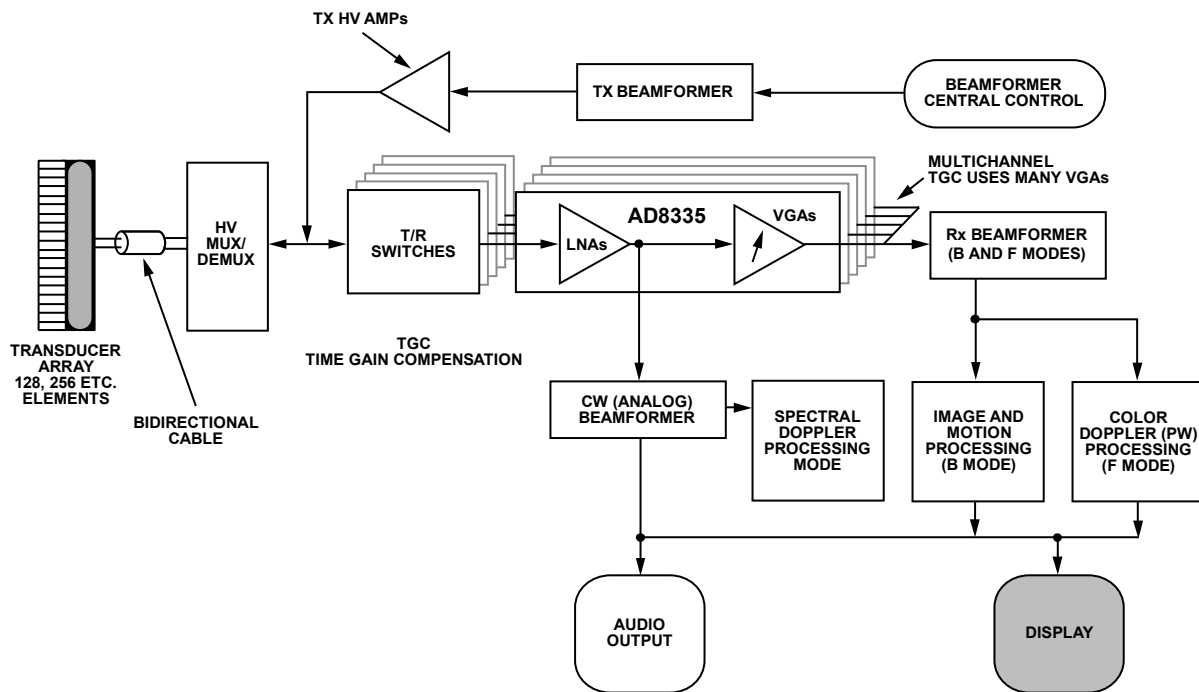 TX HV AMPs
TX BEAMFORMER
BEAMFORMER
CENTRAL CONTROL
HV
MUX/
DEMUX
T/R
SWITCHES
LNAs
AD8335
VGAs
MULTICHANNEL
TGC USES MANY VGAs
Rx BEAMFORMER
(B AND F MODES)
TRANSDUCER
ARRAY
128, 256 ETC.
ELEMENTS
BIDIRECTIONAL
CABLE
TGC
TIME GAIN COMPENSATION
CW (ANALOG)
BEAMFORMER
SPECTRAL
DOPPLER
PROCESSING
MODE
IMAGE AND
MOTION
PROCESSING
(B MODE)
COLOR
DOPPLER (PW)
PROCESSING
(F MODE)
AUDIO
OUTPUT
DISPLAY